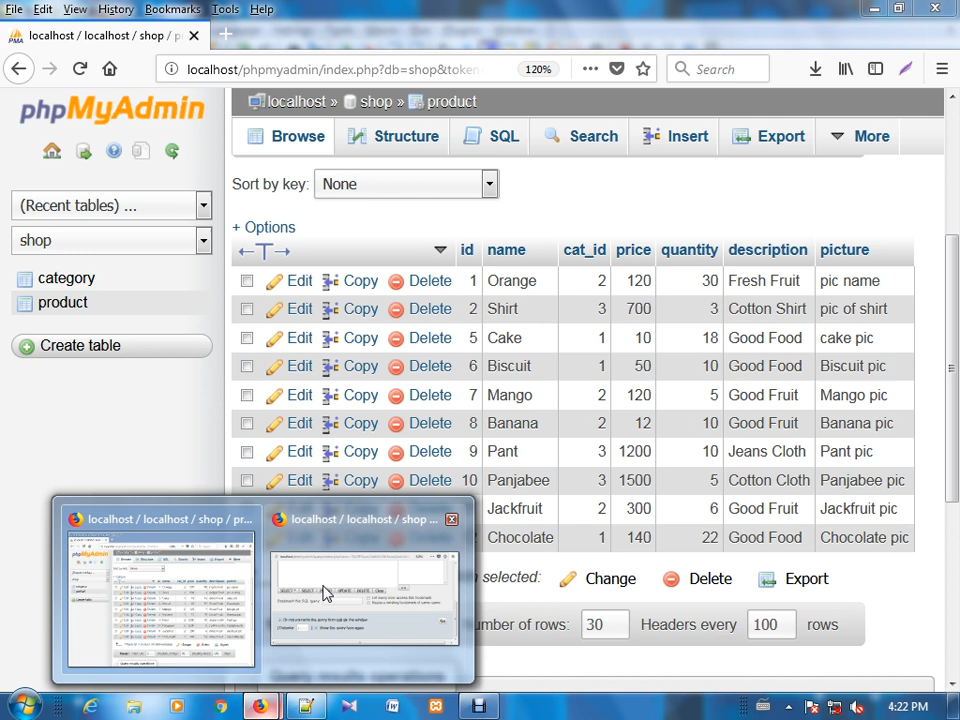 File Edit View History Bookmarks Tools Help
localhost / localhost / shop / pr
localhost/phpmyadmin/index.php?db=shop&token 120% Search
phpMyAdmin
(Recent tables) ...
shop
category
product
Create table
localhost » shop » product
Browse Structure SQL Search Insert Export More
Sort by key: None
+ Options
id name cat_id price quantity description picture
Edit Copy Delete 1 Orange 2 120 30 Fresh Fruit pic name
Edit Copy Delete 2 Shirt 3 700 3 Cotton Shirt pic of shirt
Edit Copy Delete 5 Cake 1 10 18 Good Food cake pic
Edit Copy Delete 6 Biscuit 1 50 10 Good Food Biscuit pic
Edit Copy Delete 7 Mango 2 120 5 Good Fruit Mango pic
Edit Copy Delete 8 Banana 2 12 10 Good Fruit Banana pic
Edit Copy Delete 9 Pant 3 1200 10 Jeans Cloth Pant pic
Edit Copy Delete 10 Panjabee 3 1500 5 Cotton Cloth Panjabee pic
Jackfruit 2 300 6 Good Fruit Jackfruit pic
Chocolate 1 140 22 Good Food Chocolate pic
selected: Change Delete Export
number of rows: 30 Headers every 100 rows
Query results operations
localhost / localhost / shop / pr...
localhost / localhost / shop ...
4:22 PM